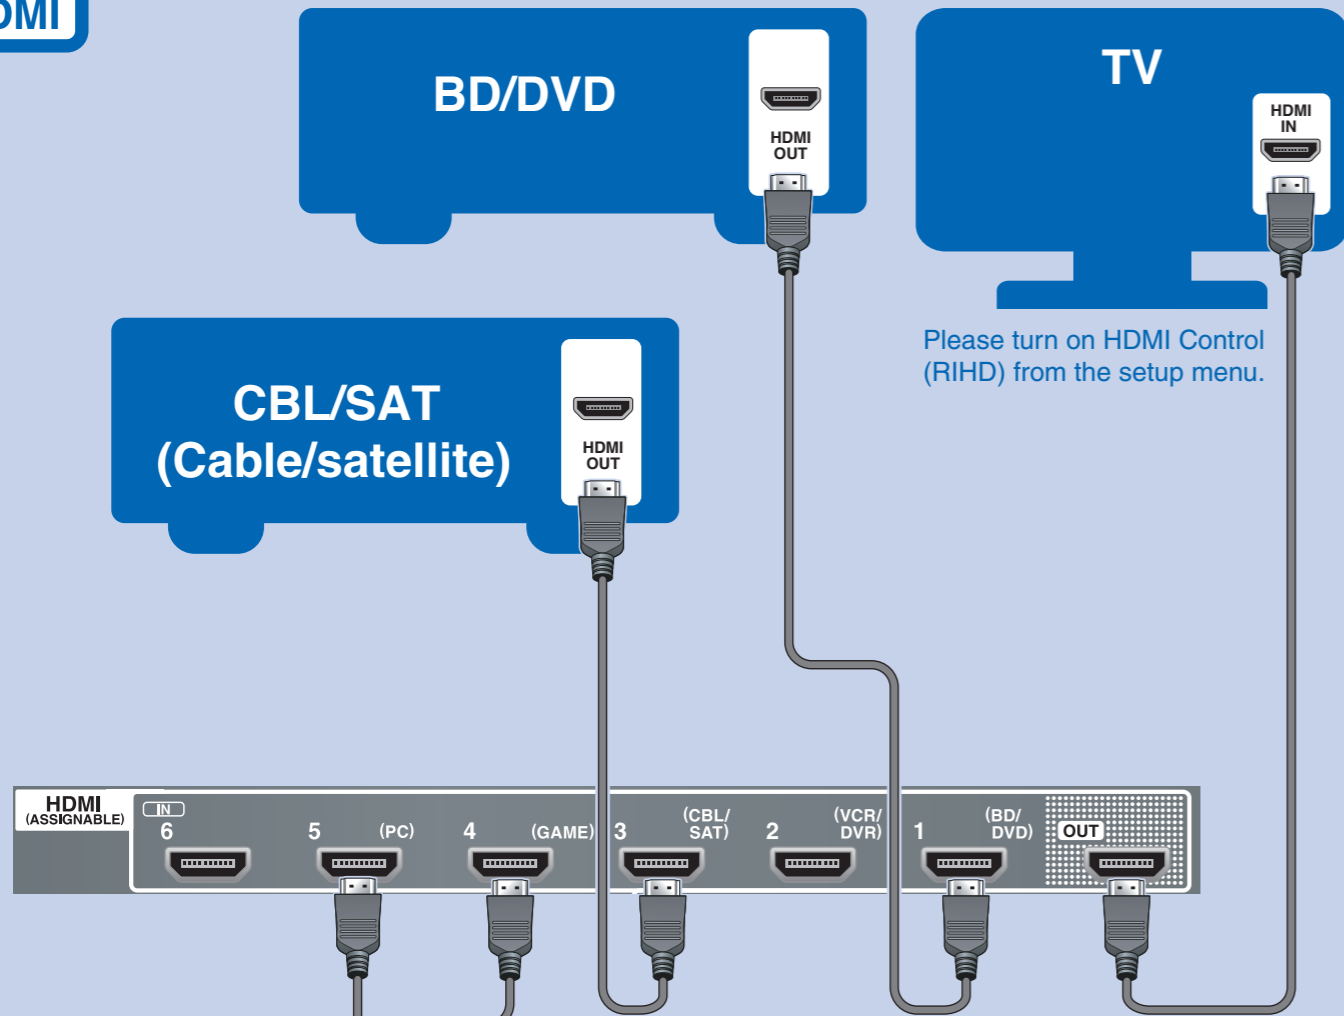 BD/DVD
HDMI
OUT
TV
HDMI
IN
Please turn on HDMI Control
(RIHD) from the setup menu.
CBL/SAT
(Cable/satellite)
HDMI
OUT
HDMI
(ASSIGNABLE)
IN
6
5 (PC)
4 (GAME)
3 (CBL/
SAT)
2 (VCR/
DVR)
1 (BD/
DVD)
OUT